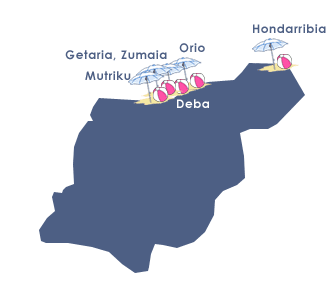 Hondarribia
Orio
Getaria, Zumaia
Mutriku
Deba